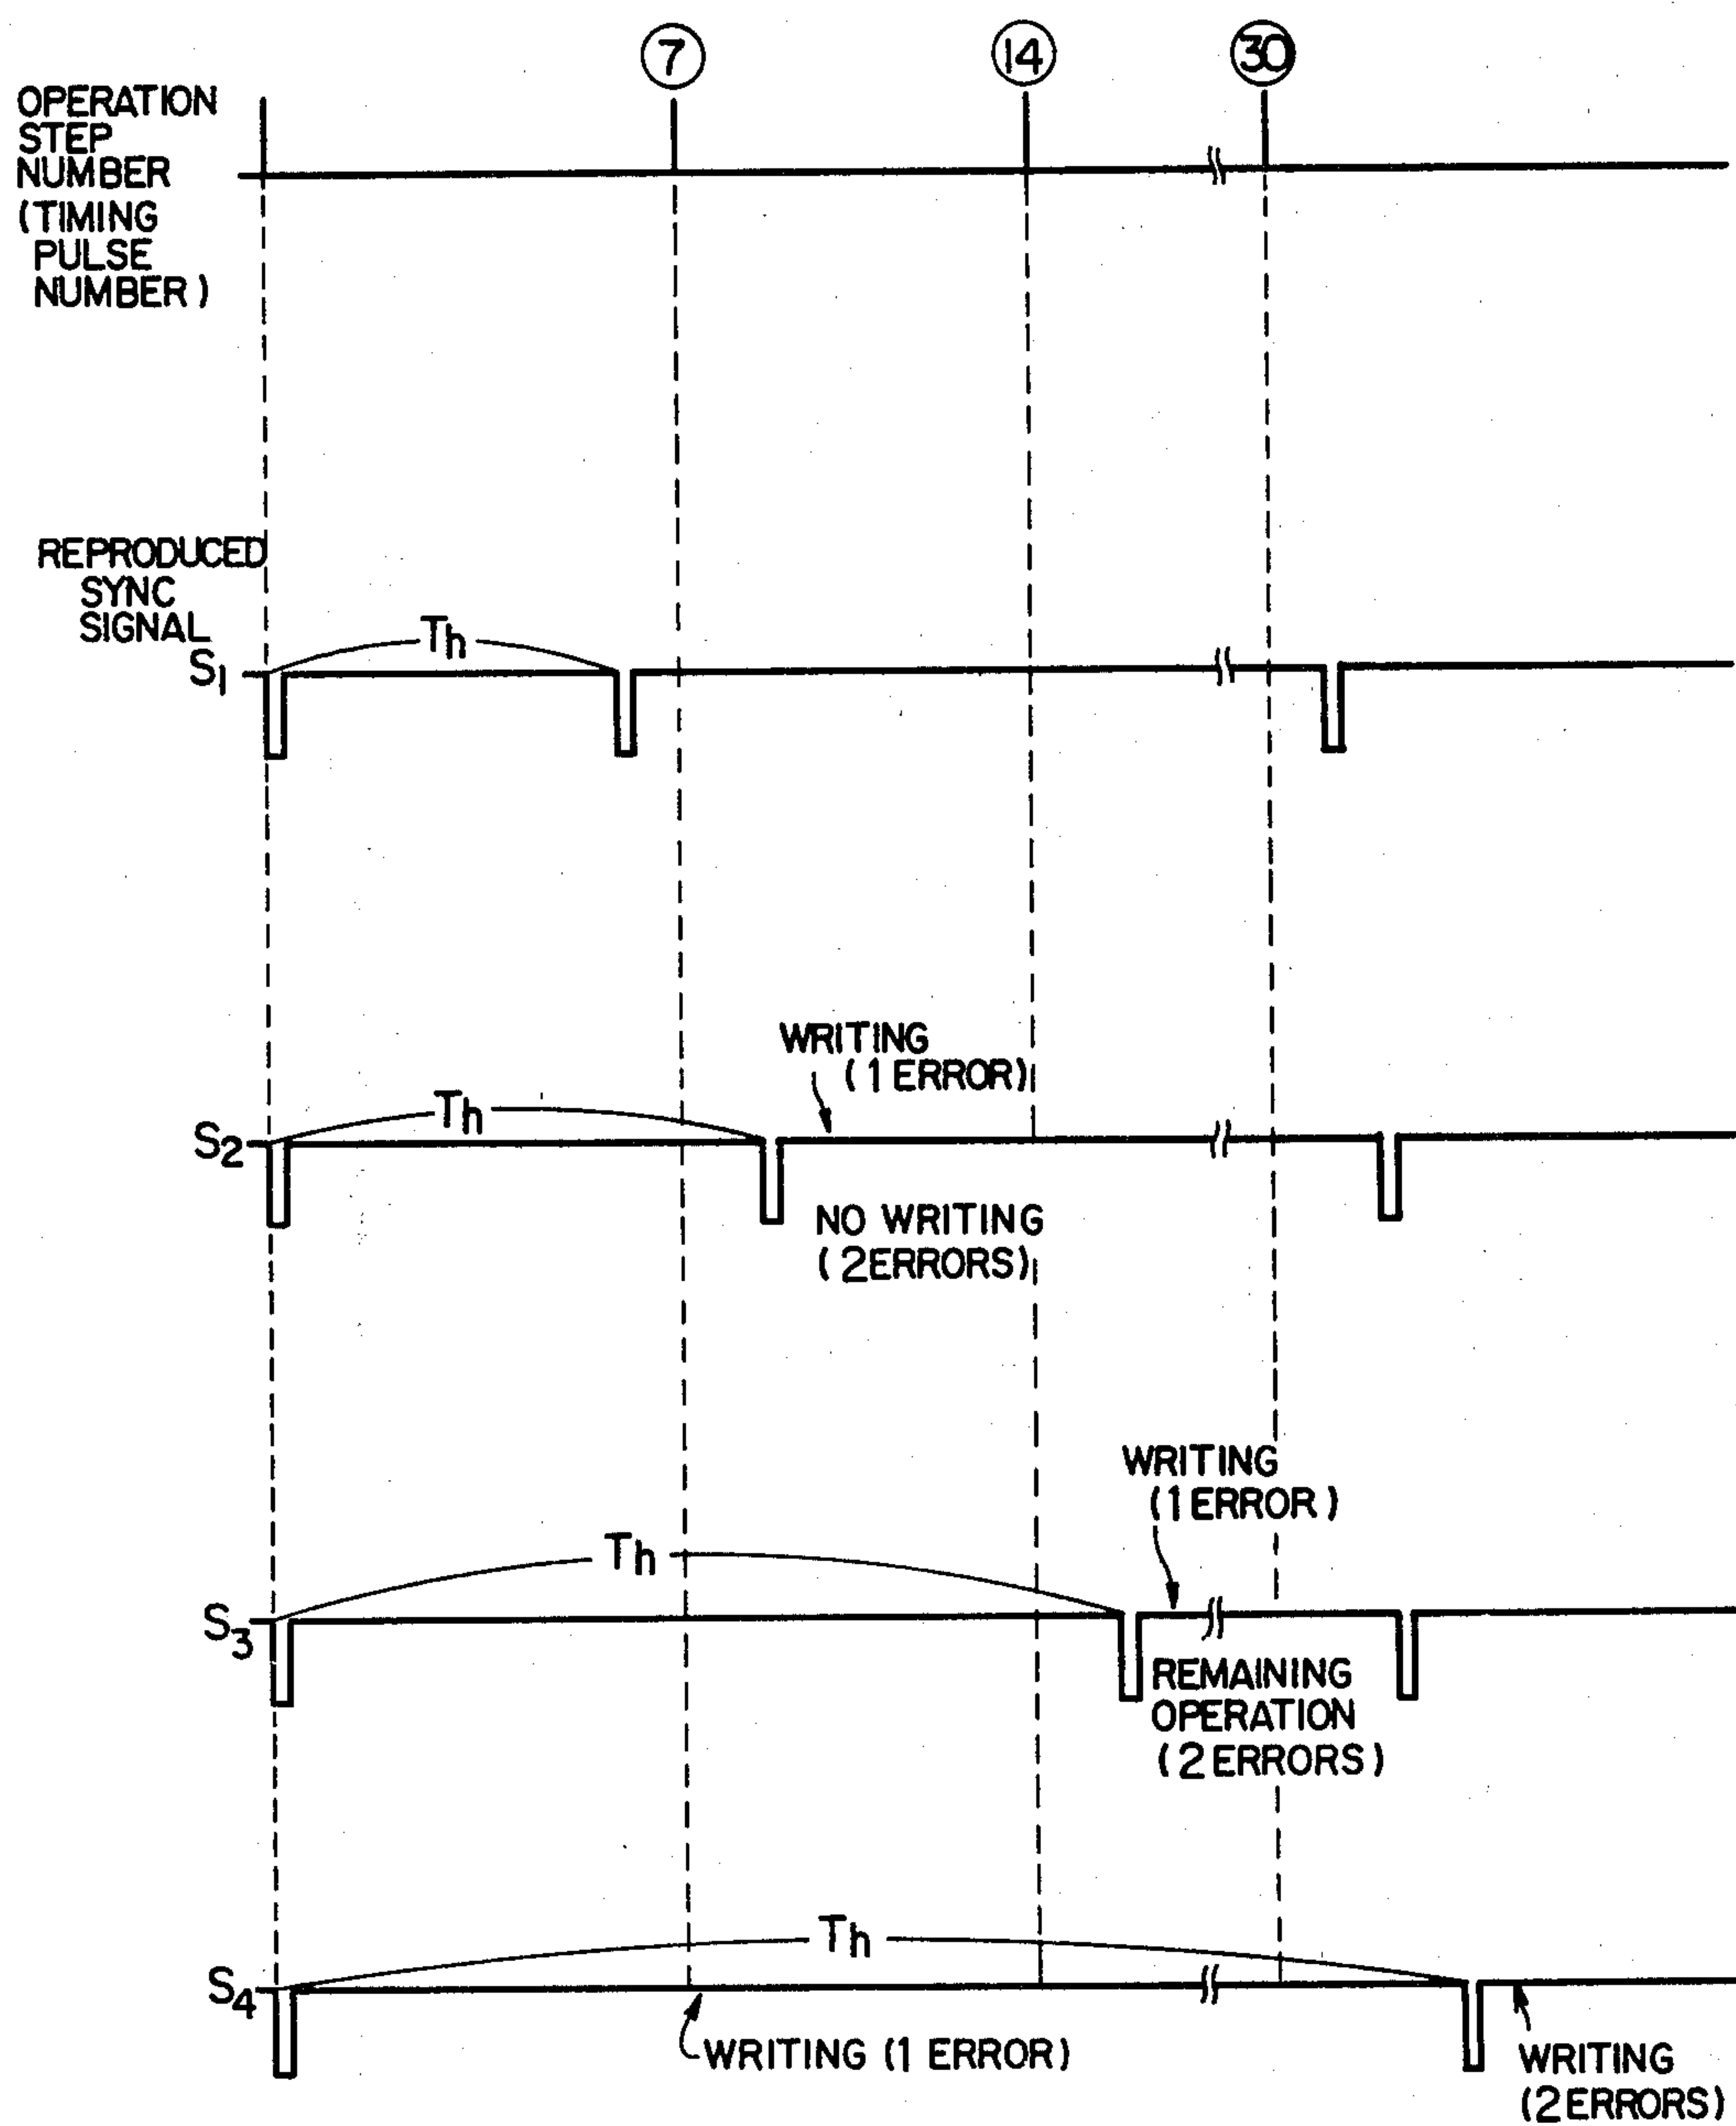 7
14
30
OPERATION
STEP
NUMBER
(TIMING
PULSE
NUMBER)
REPRODUCED
SYNC
SIGNAL
Th
S1
WRITING
(1 ERROR)
Th
S2
NO WRITING
(2 ERRORS)
WRITING
(1 ERROR)
Th
S3
REMAINING
OPERATION
(2 ERRORS)
Th
S4
WRITING (1 ERROR)
WRITING
(2 ERRORS)